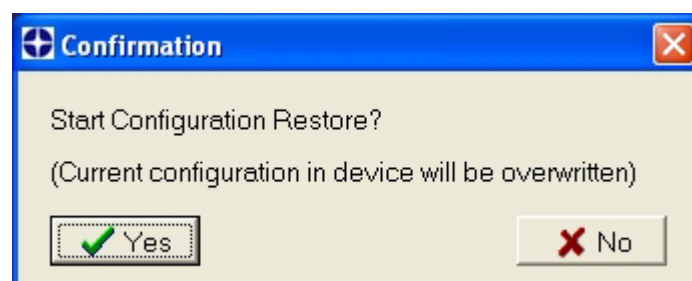 Confirmation
Start Configuration Restore?
(Current configuration in device will be overwritten)
Yes
No